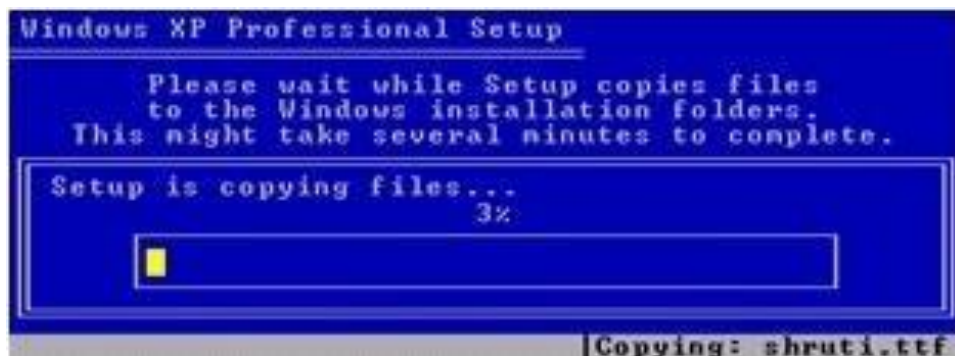 Windows XP Professional Setup
Please wait while Setup copies files
to the Windows installation folders.
This might take several minutes to complete.
Setup is copying files...
3%
Copying: shruti.ttf